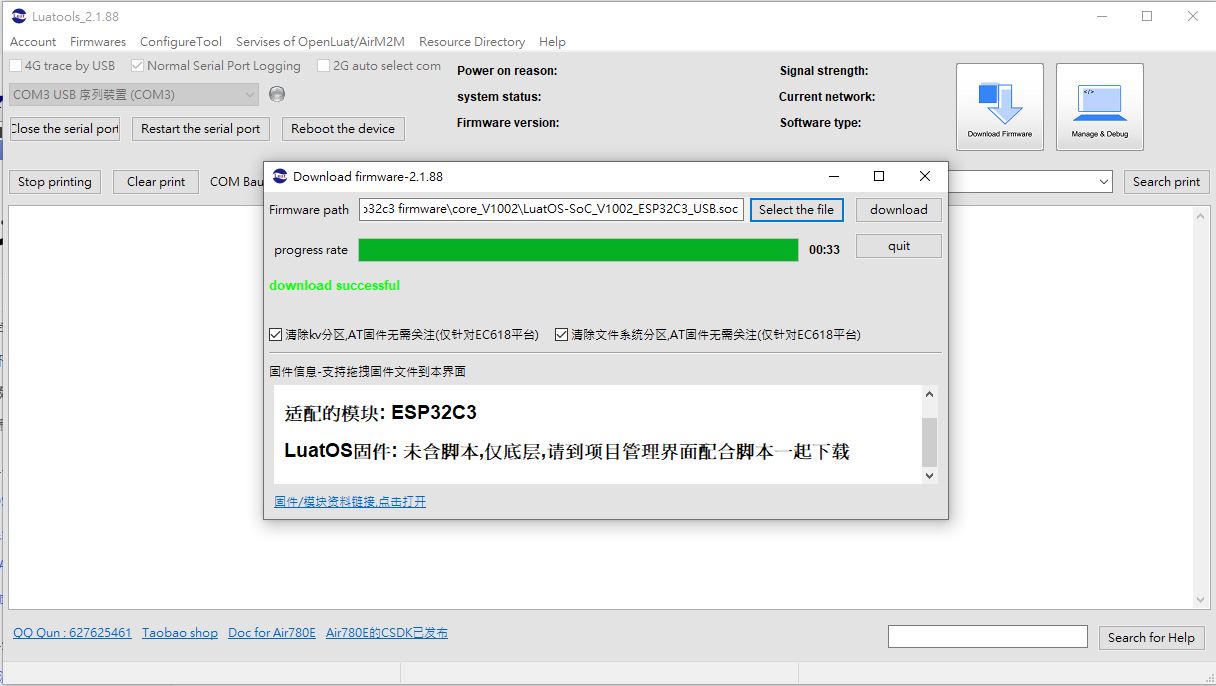 Luatools_2.1.88
Account Firmwares ConfigureTool Servises of OpenLuat/AirM2M Resource Directory Help
4G trace by USB Normal Serial Port Logging 2G auto select com
COM3 USB 序列裝置 (COM3)
Close the serial port Restart the serial port Reboot the device
Power on reason:
system status:
Firmware version:
Signal strength:
Current network:
Software type:
Download Firmware
Manage & Debug
Stop printing Clear print COM Bau
Search print
Download firmware-2.1.88
Firmware path p32c3 firmware\core_V1002\LuatOS-SoC_V1002_ESP32C3_USB.soc Select the file download
progress rate 00:33 quit
download successful
清除kv分区,AT固件无需关注(仅针对EC618平台) 清除文件系统分区,AT固件无需关注(仅针对EC618平台)
固件信息-支持拖拽固件文件到本界面
适配的模块: ESP32C3
LuatOS固件: 未含脚本,仅底层,请到项目管理界面配合脚本一起下载
固件/模块资料链接,点击打开
QQ Qun : 627625461 Taobao shop Doc for Air780E Air780E的CSDK已发布
Search for Help